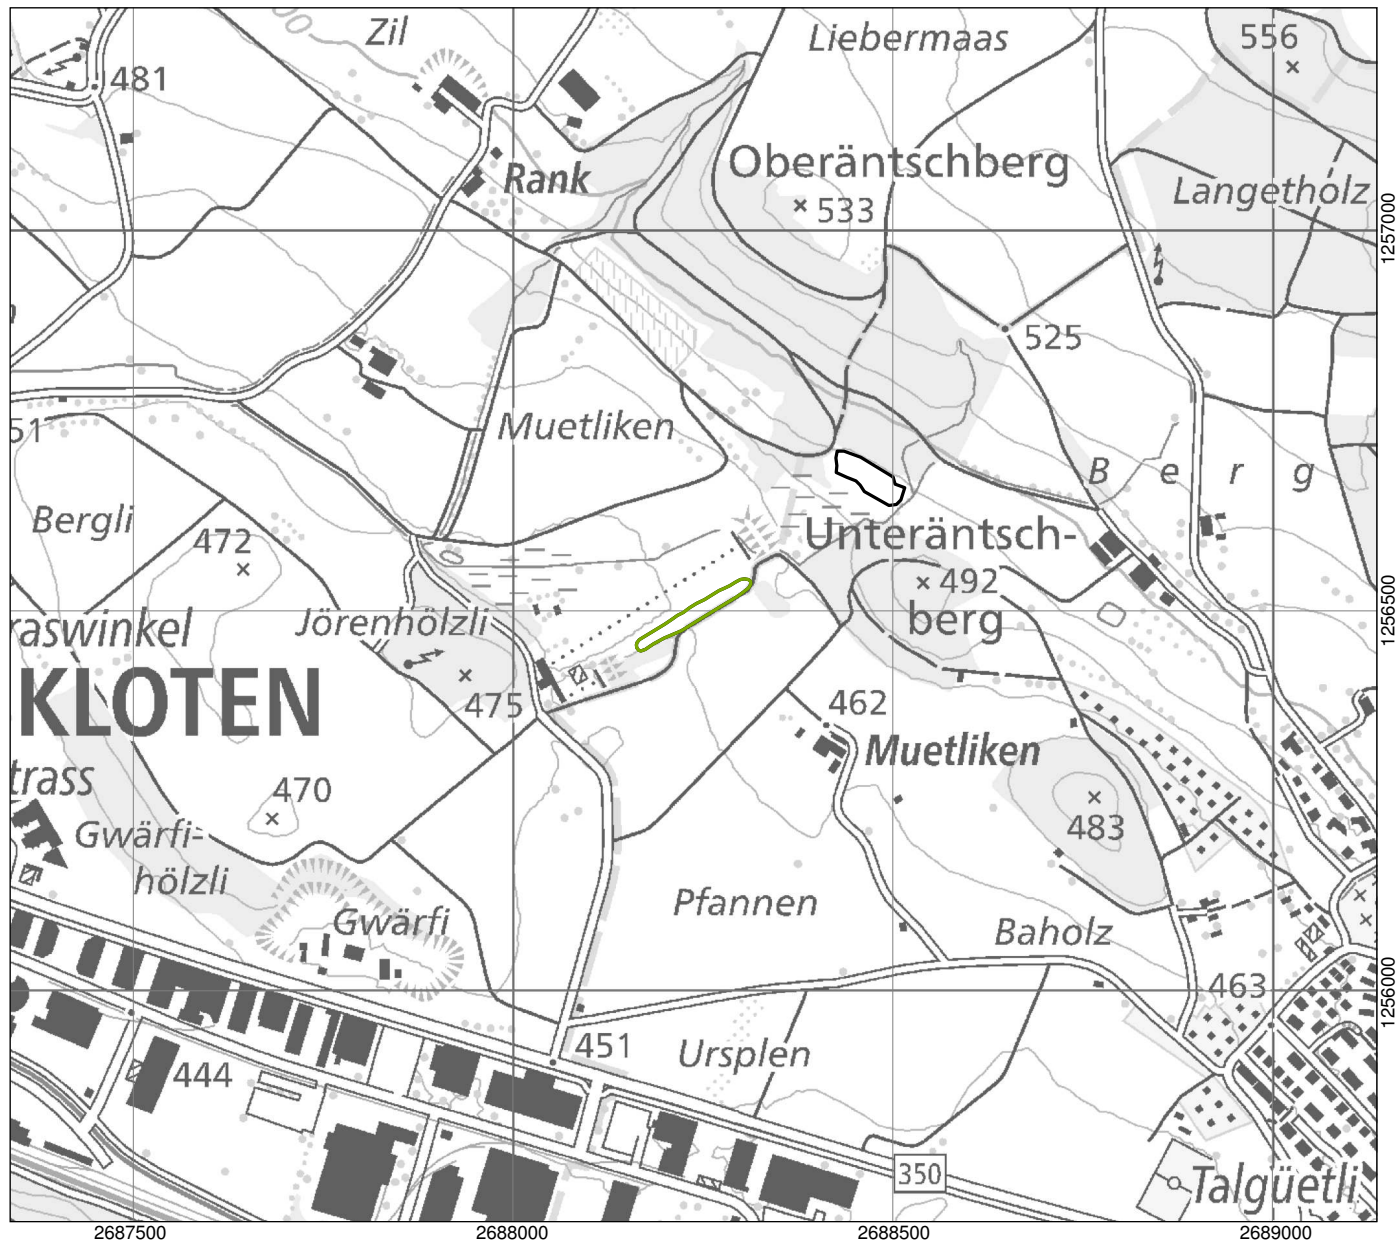 Zil
Liebermaas
556
481
Oberäntschberg
Rank
Langetholz
533
1257000
525
51
Muetliken
B e r g
Bergli
472
Unteräntsch-
492
berg
1256500
raswinkel
Jörenhölzli
KLOTEN
475
462
Muetliken
trass
470
483
Gwärfi-
hölzli
Gwärfi
Pfannen
Baholz
463
1256000
451
Ursplen
444
350
Talgüetli
2687500
2688000
2688500
2689000